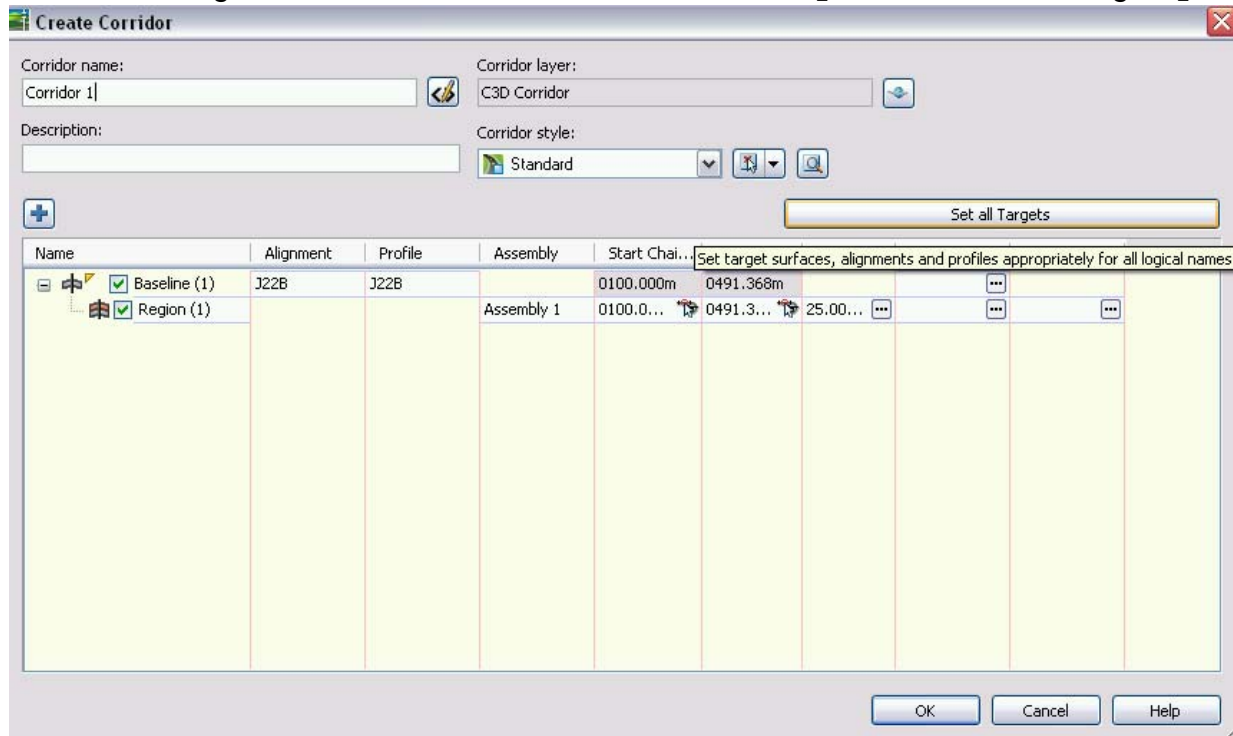 Create Corridor
Corridor name:
Corridor layer:
Corridor 1
C3D Corridor
Description:
Corridor style:
Standard
Set all Targets
Name Alignment Profile Assembly Start Chai...
Set target surfaces, alignments and profiles appropriately for all logical names
Baseline (1) J22B J22B 0100.000m 0491.368m
Region (1) Assembly 1 0100.0... 0491.3... 25.00...
OK Cancel Help